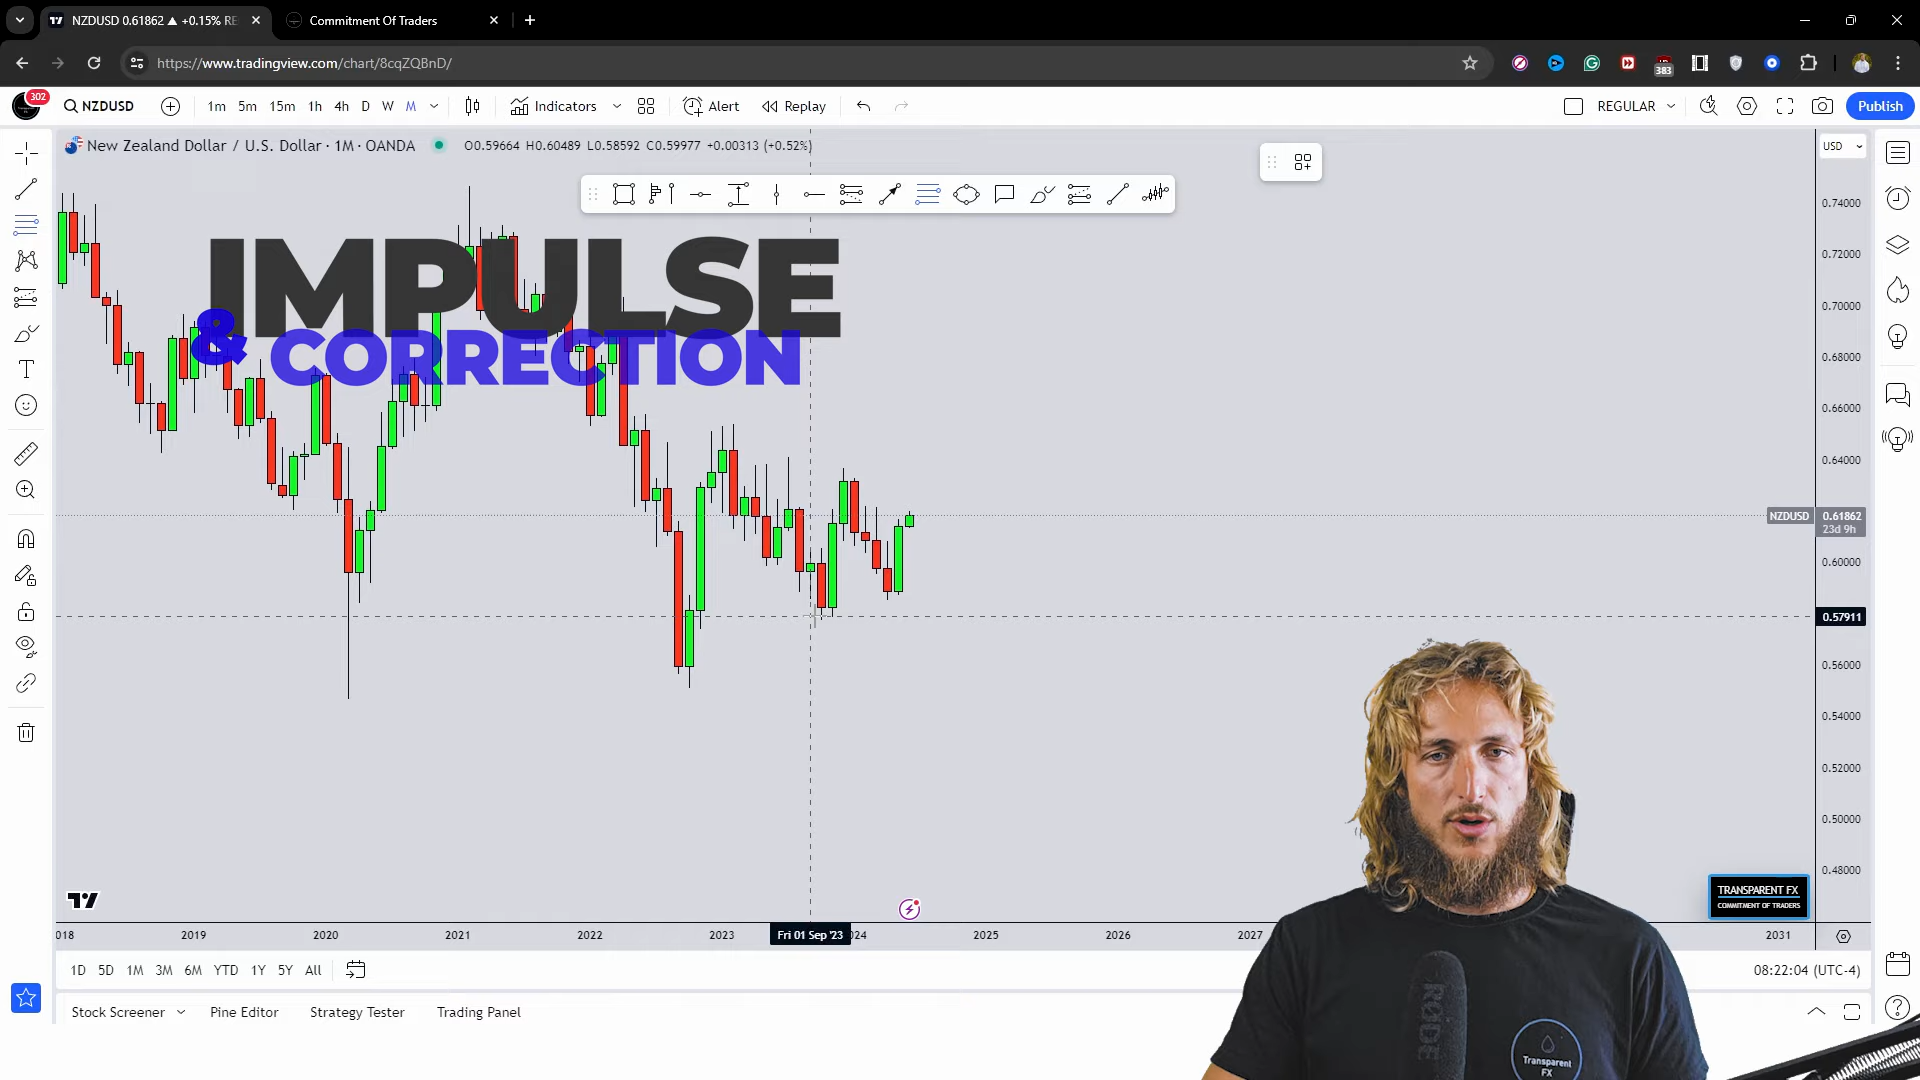 NZDUSD 0.61862 ▲ +0.15% RE
Commitment Of Traders
https://www.tradingview.com/chart/8cqZQBnD/
383
302
NZDUSD
1m 5m 15m 1h 4h D W M
Indicators
Alert
Replay
REGULAR
Publish
New Zealand Dollar / U.S. Dollar · 1M · OANDA
O0.59664 H0.60489 L0.58592 C0.59977 +0.00313 (+0.52%)
USD
0.74000
0.72000
0.70000
0.68000
0.66000
0.64000
IMPULSE
& CORRECTION
NZDUSD
0.61862
23d 9h
0.60000
0.57911
0.56000
0.54000
0.52000
0.50000
0.48000
TRANSPARENT FX
COMMITMENT OF TRADERS
018 2019 2020 2021 2022 2023 Fri 01 Sep '23 024 2025 2026 2027 2031
1D 5D 1M 3M 6M YTD 1Y 5Y All
08:22:04 (UTC-4)
Stock Screener
Pine Editor
Strategy Tester
Trading Panel
RØDE
Transparent
FX